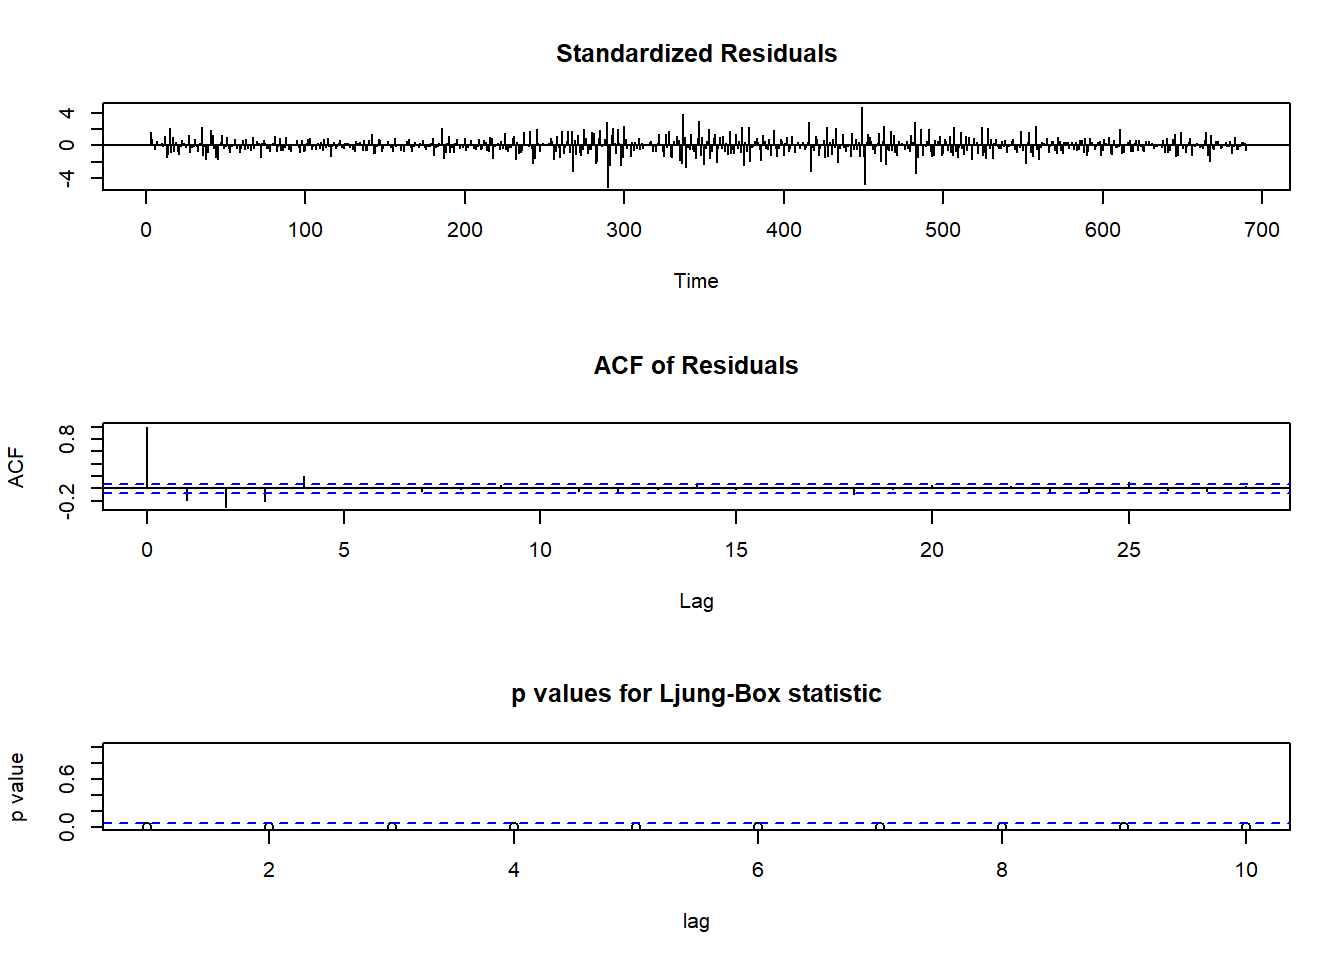 Standardized Residuals
4
0
-4
0 100 200 300 400 500 600 700
Time
ACF of Residuals
ACF
0.8
-0.2
0 5 10 15 20 25
Lag
p values for Ljung-Box statistic
p value
0.6
0.0
2 4 6 8 10
lag